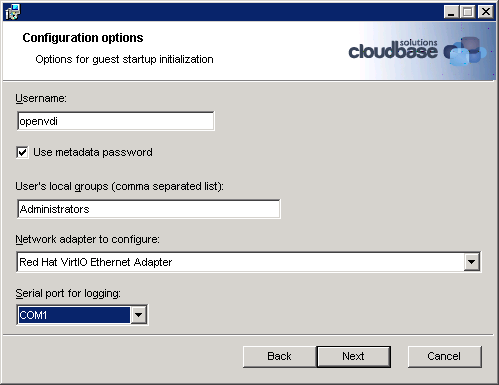 Configuration options
Options for guest startup initialization
solutions
cloudbase
Username:
openvdi
Use metadata password
User's local groups (comma separated list):
Administrators
Network adapter to configure:
Red Hat VirtIO Ethernet Adapter
Serial port for logging:
COM1
Back Next Cancel